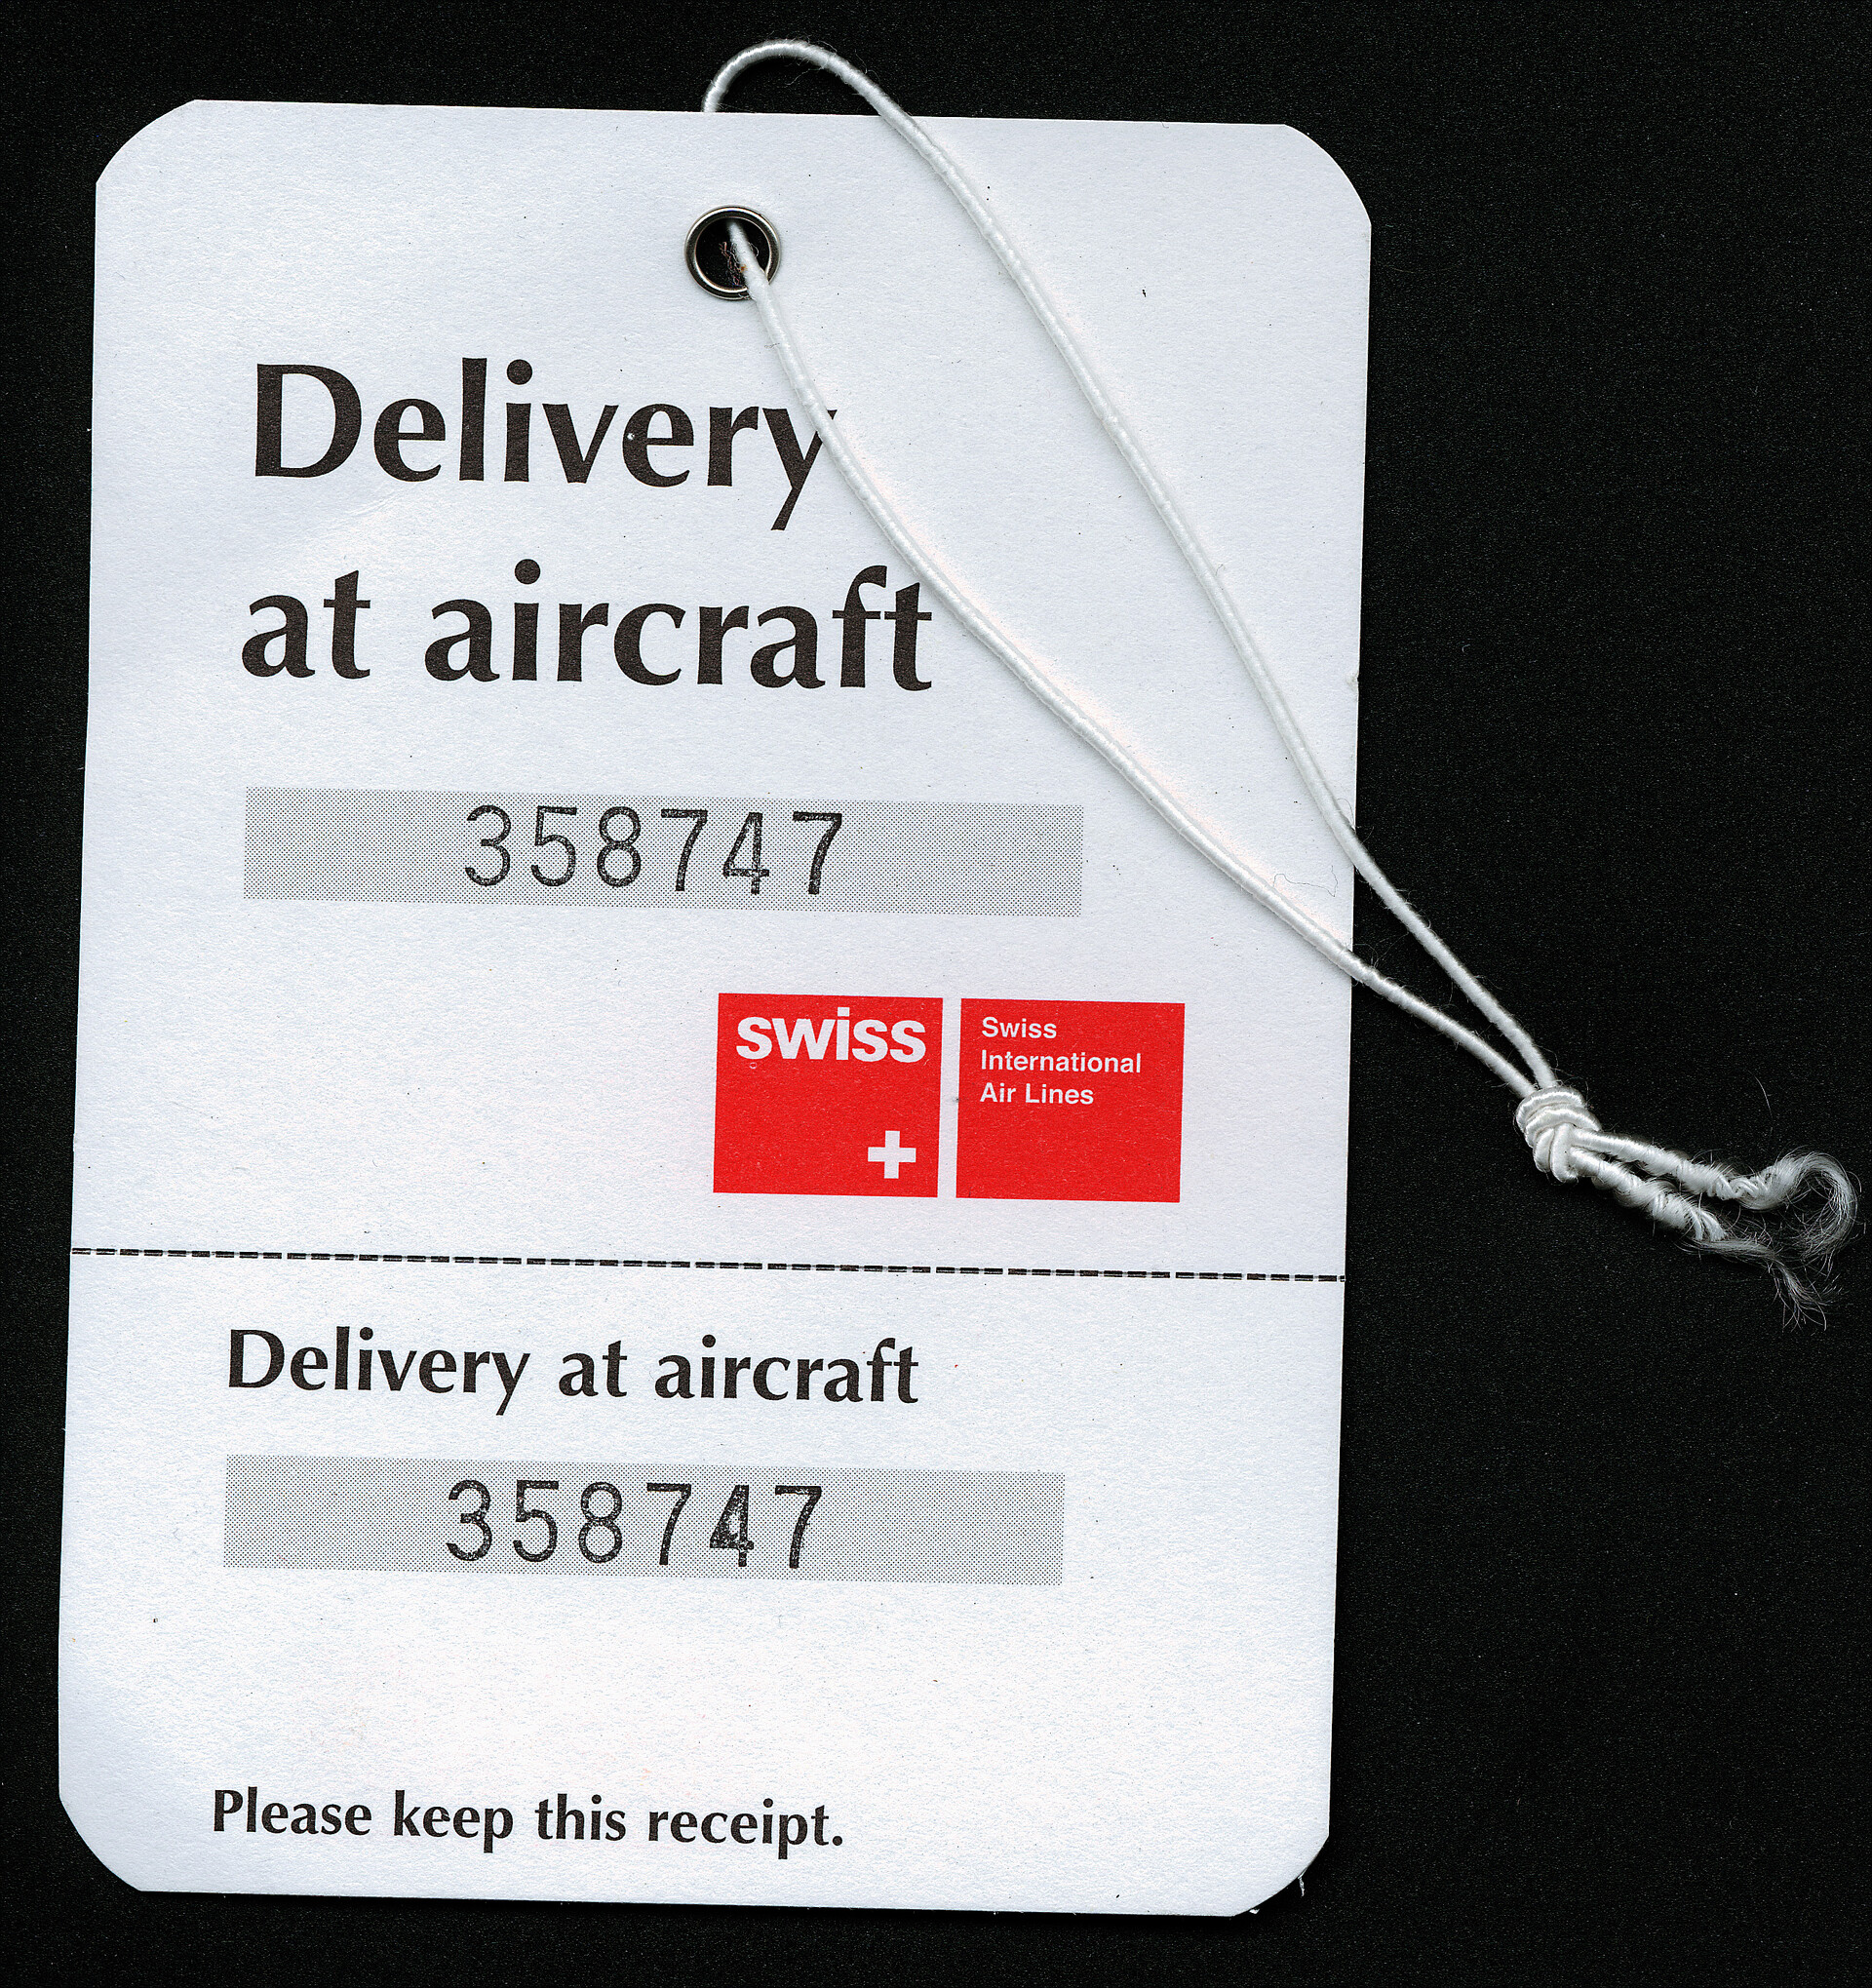 Delivery
at aircraft
358747
swiss
Swiss
International
Air Lines
Delivery at aircraft
358747
Please keep this receipt.